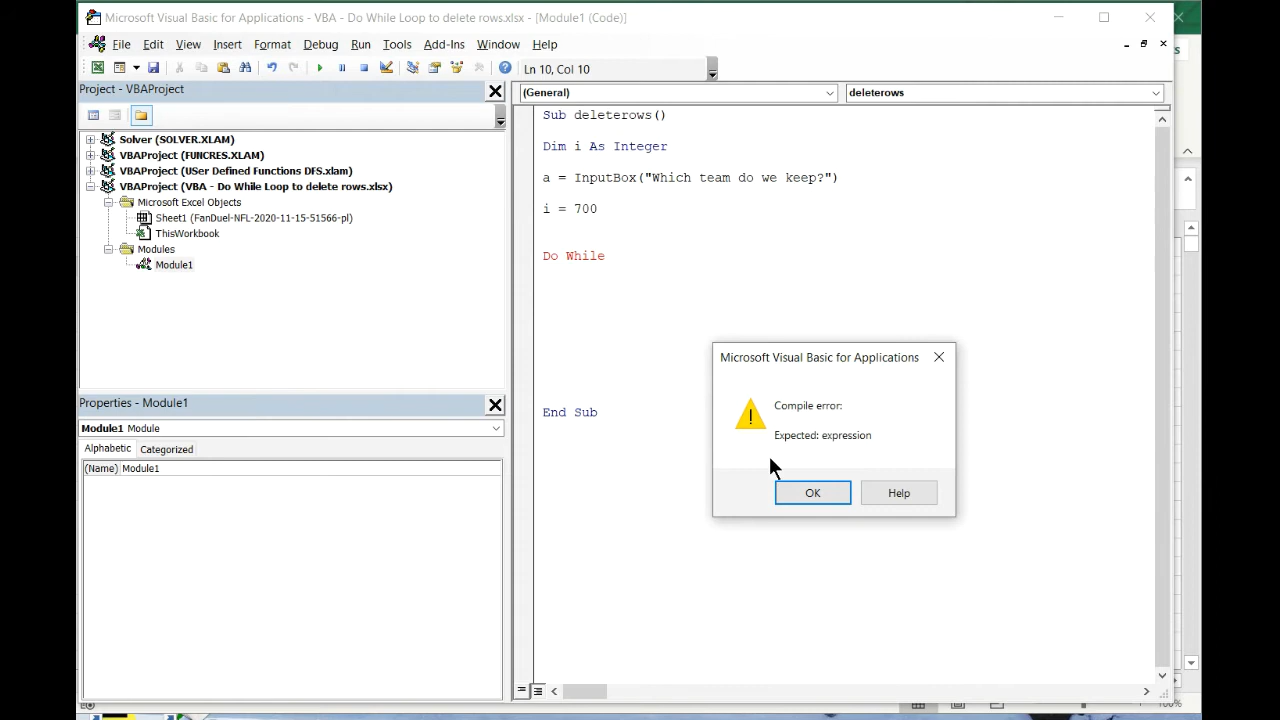 Microsoft Visual Basic for Applications - VBA - Do While Loop to delete rows.xlsx - [Module1 (Code)]
File Edit View Insert Format Debug Run Tools Add-Ins Window Help
Ln 10, Col 10
Project - VBAProject
(General) deleterows
Solver (SOLVER.XLAM)
VBAProject (FUNCRES.XLAM)
VBAProject (USer Defined Functions DFS.xlam)
VBAProject (VBA - Do While Loop to delete rows.xlsx)
Microsoft Excel Objects
Sheet1 (FanDuel-NFL-2020-11-15-51566-pl)
ThisWorkbook
Modules
Module1
Sub deleterows()
Dim i As Integer
a = InputBox("Which team do we keep?")
i = 700
Do While
End Sub
Microsoft Visual Basic for Applications
Compile error:
Expected: expression
OK Help
Properties - Module1
Module1 Module
Alphabetic Categorized
(Name) Module1